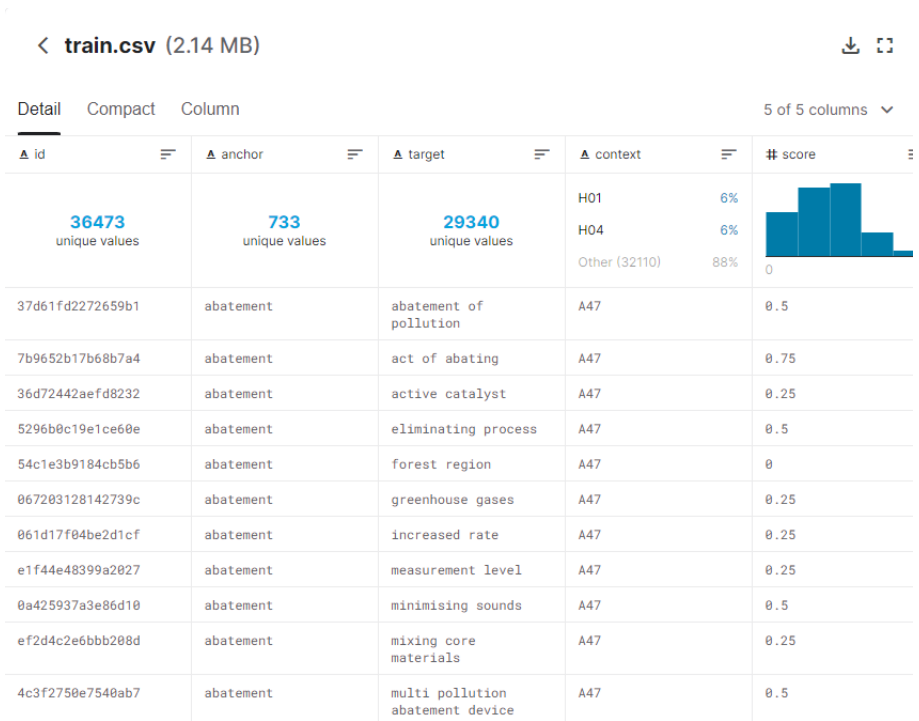 train.csv (2.14 MB)
Detail Compact Column 5 of 5 columns
id anchor target context score
36473 unique values 733 unique values 29340 unique values
H01 6%
H04 6%
Other (32110) 88%
0
37d61fd2272659b1 abatement abatement of pollution A47 0.5
7b9652b17b68b7a4 abatement act of abating A47 0.75
36d72442aefd8232 abatement active catalyst A47 0.25
5296b0c19e1ce60e abatement eliminating process A47 0.5
54c1e3b9184cb5b6 abatement forest region A47 0
067203128142739c abatement greenhouse gases A47 0.25
061d17f04be2d1cf abatement increased rate A47 0.25
e1f44e48399a2027 abatement measurement level A47 0.25
0a425937a3e86d10 abatement minimising sounds A47 0.5
ef2d4c2e6bbb208d abatement mixing core materials A47 0.25
4c3f2750e7540ab7 abatement multi pollution abatement device A47 0.5